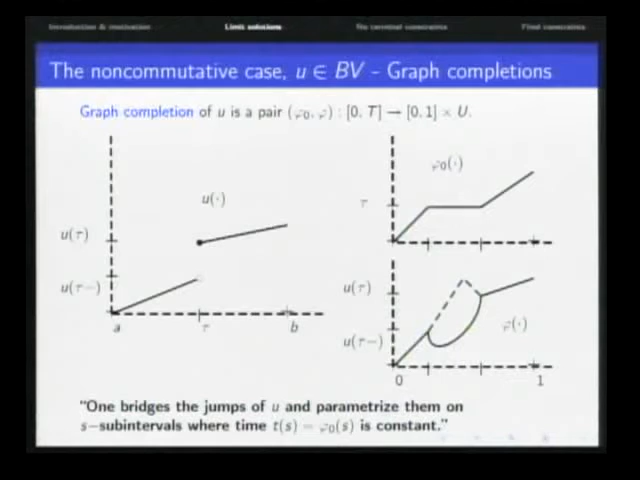 Introduction & motivation Limit solutions No terminal constraints Final constraints
The noncommutative case, u ∈ BV - Graph completions
Graph completion of u is a pair (φ₀, φ) : [0, T] → [0, 1] × U.
φ₀(·)
u(·)
τ
u(τ)
u(τ−)
a
τ
b
u(τ)
u(τ−)
φ(·)
0
1
"One bridges the jumps of u and parametrize them on
s−subintervals where time t(s) = φ₀(s) is constant."